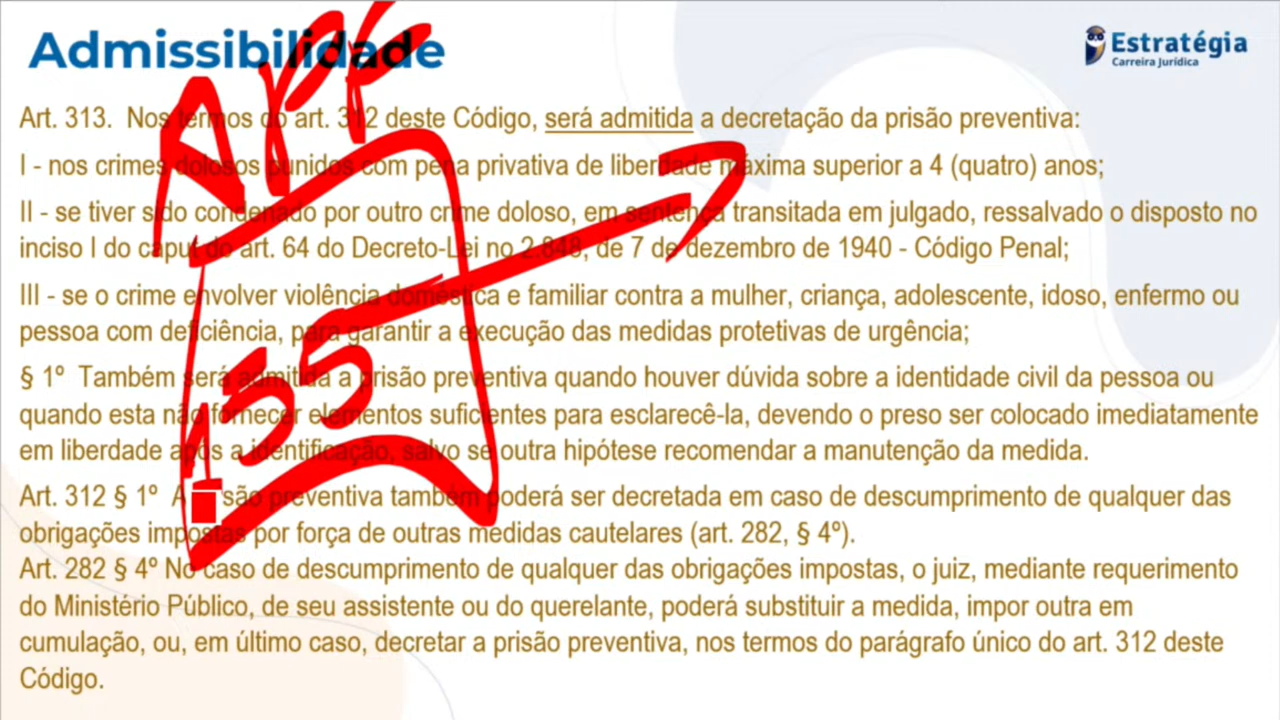 Admissibilidade
Estratégia
Carreira Jurídica
APF
Art. 313. Nos termos do art. 312 deste Código, será admitida a decretação da prisão preventiva:
I - nos crimes dolosos punidos com pena privativa de liberdade máxima superior a 4 (quatro) anos;
II - se tiver sido condenado por outro crime doloso, em sentença transitada em julgado, ressalvado o disposto no
inciso I do caput do art. 64 do Decreto-Lei no 2.848, de 7 de dezembro de 1940 - Código Penal;
III - se o crime envolver violência doméstica e familiar contra a mulher, criança, adolescente, idoso, enfermo ou
pessoa com deficiência, para garantir a execução das medidas protetivas de urgência;
155
§ 1º Também será admitida a prisão preventiva quando houver dúvida sobre a identidade civil da pessoa ou
quando esta não fornecer elementos suficientes para esclarecê-la, devendo o preso ser colocado imediatamente
em liberdade após a identificação, salvo se outra hipótese recomendar a manutenção da medida.
Art. 312 § 1º A são preventiva também poderá ser decretada em caso de descumprimento de qualquer das
obrigações impostas por força de outras medidas cautelares (art. 282, § 4º).
Art. 282 § 4º No caso de descumprimento de qualquer das obrigações impostas, o juiz, mediante requerimento
do Ministério Público, de seu assistente ou do querelante, poderá substituir a medida, impor outra em
cumulação, ou, em último caso, decretar a prisão preventiva, nos termos do parágrafo único do art. 312 deste
Código.